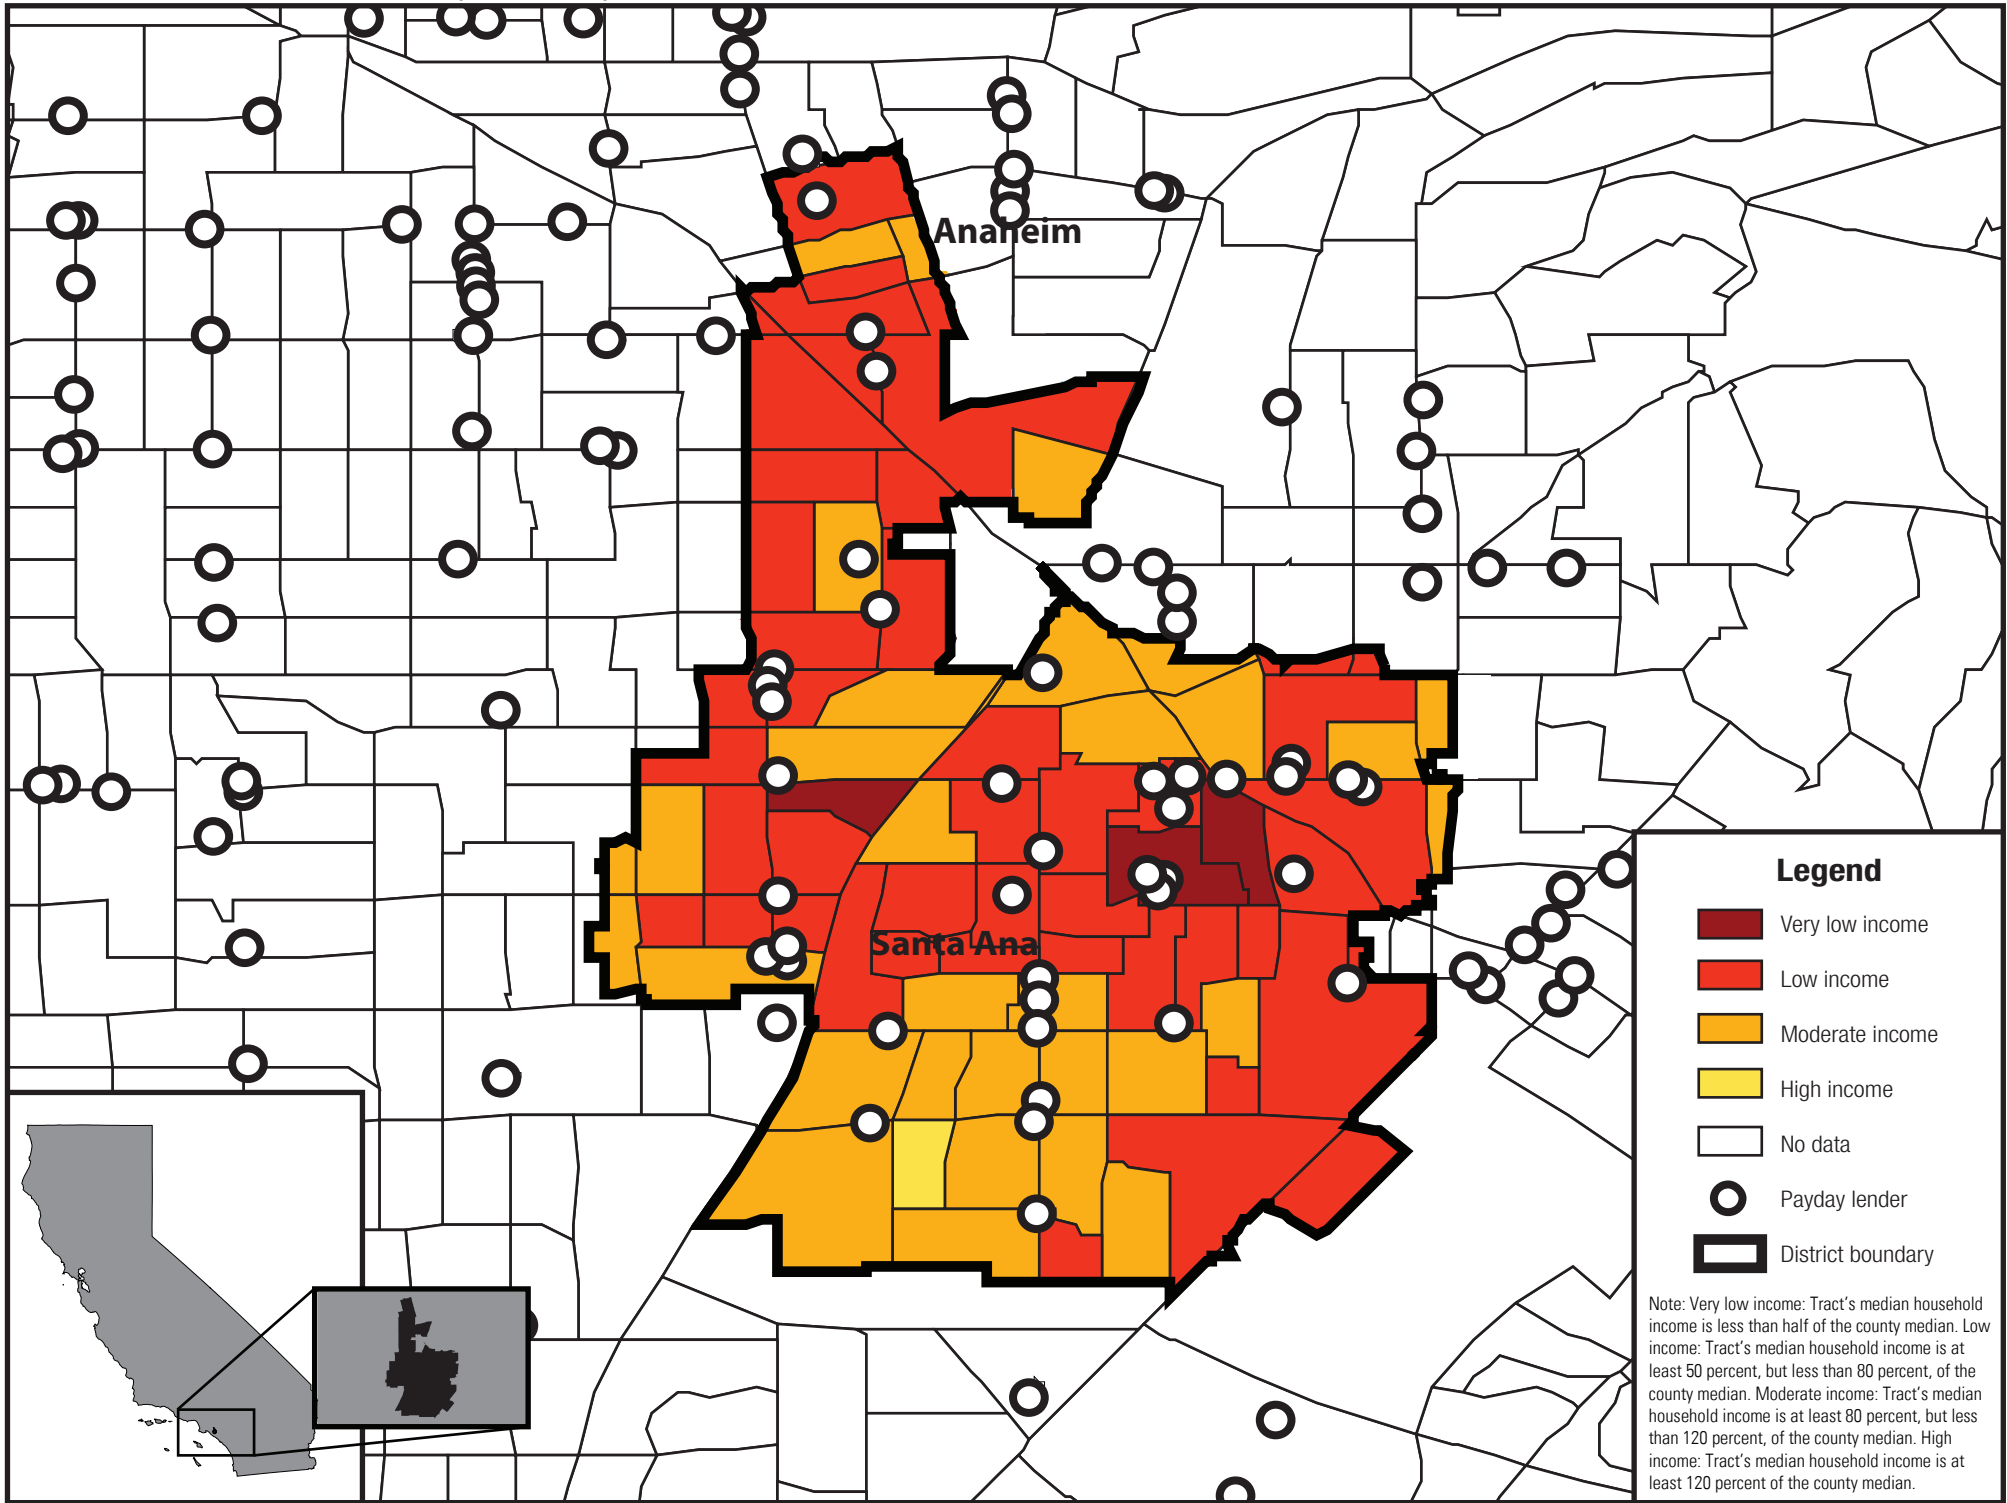 Anaheim
Santa Ana
Legend
Very low income
Low income
Moderate income
High income
No data
Payday lender
District boundary
Note: Very low income: Tract's median household
income is less than half of the county median. Low
income: Tract's median household income is at
least 50 percent, but less than 80 percent, of the
county median. Moderate income: Tract's median
household income is at least 80 percent, but less
than 120 percent, of the county median. High
income: Tract's median household income is at
least 120 percent of the county median.